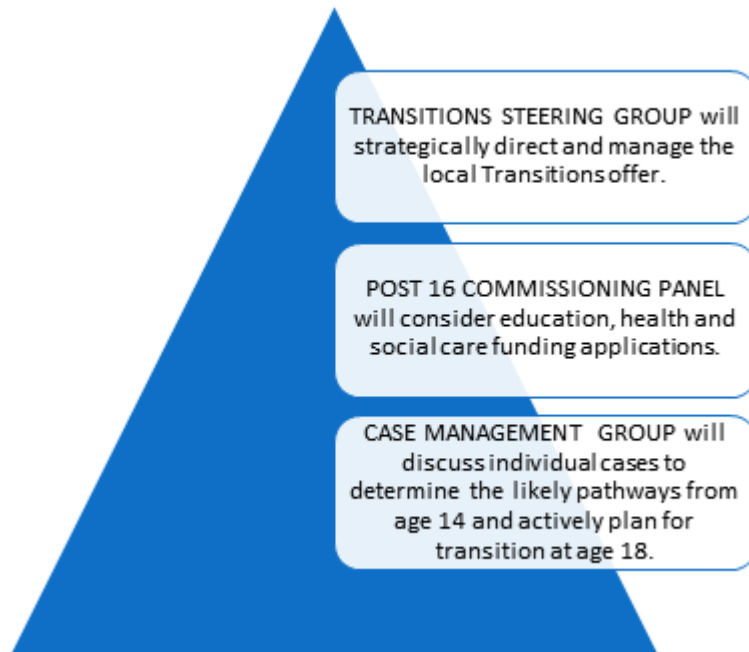 TRANSITIONS STEERING GROUP will
strategically direct and manage the
local Transitions offer.
POST 16 COMMISSIONING PANEL
will consider education, health and
social care funding applications.
CASE MANAGEMENT GROUP will
discuss individual cases to
determine the likely pathways from
age 14 and actively plan for
transition at age 18.